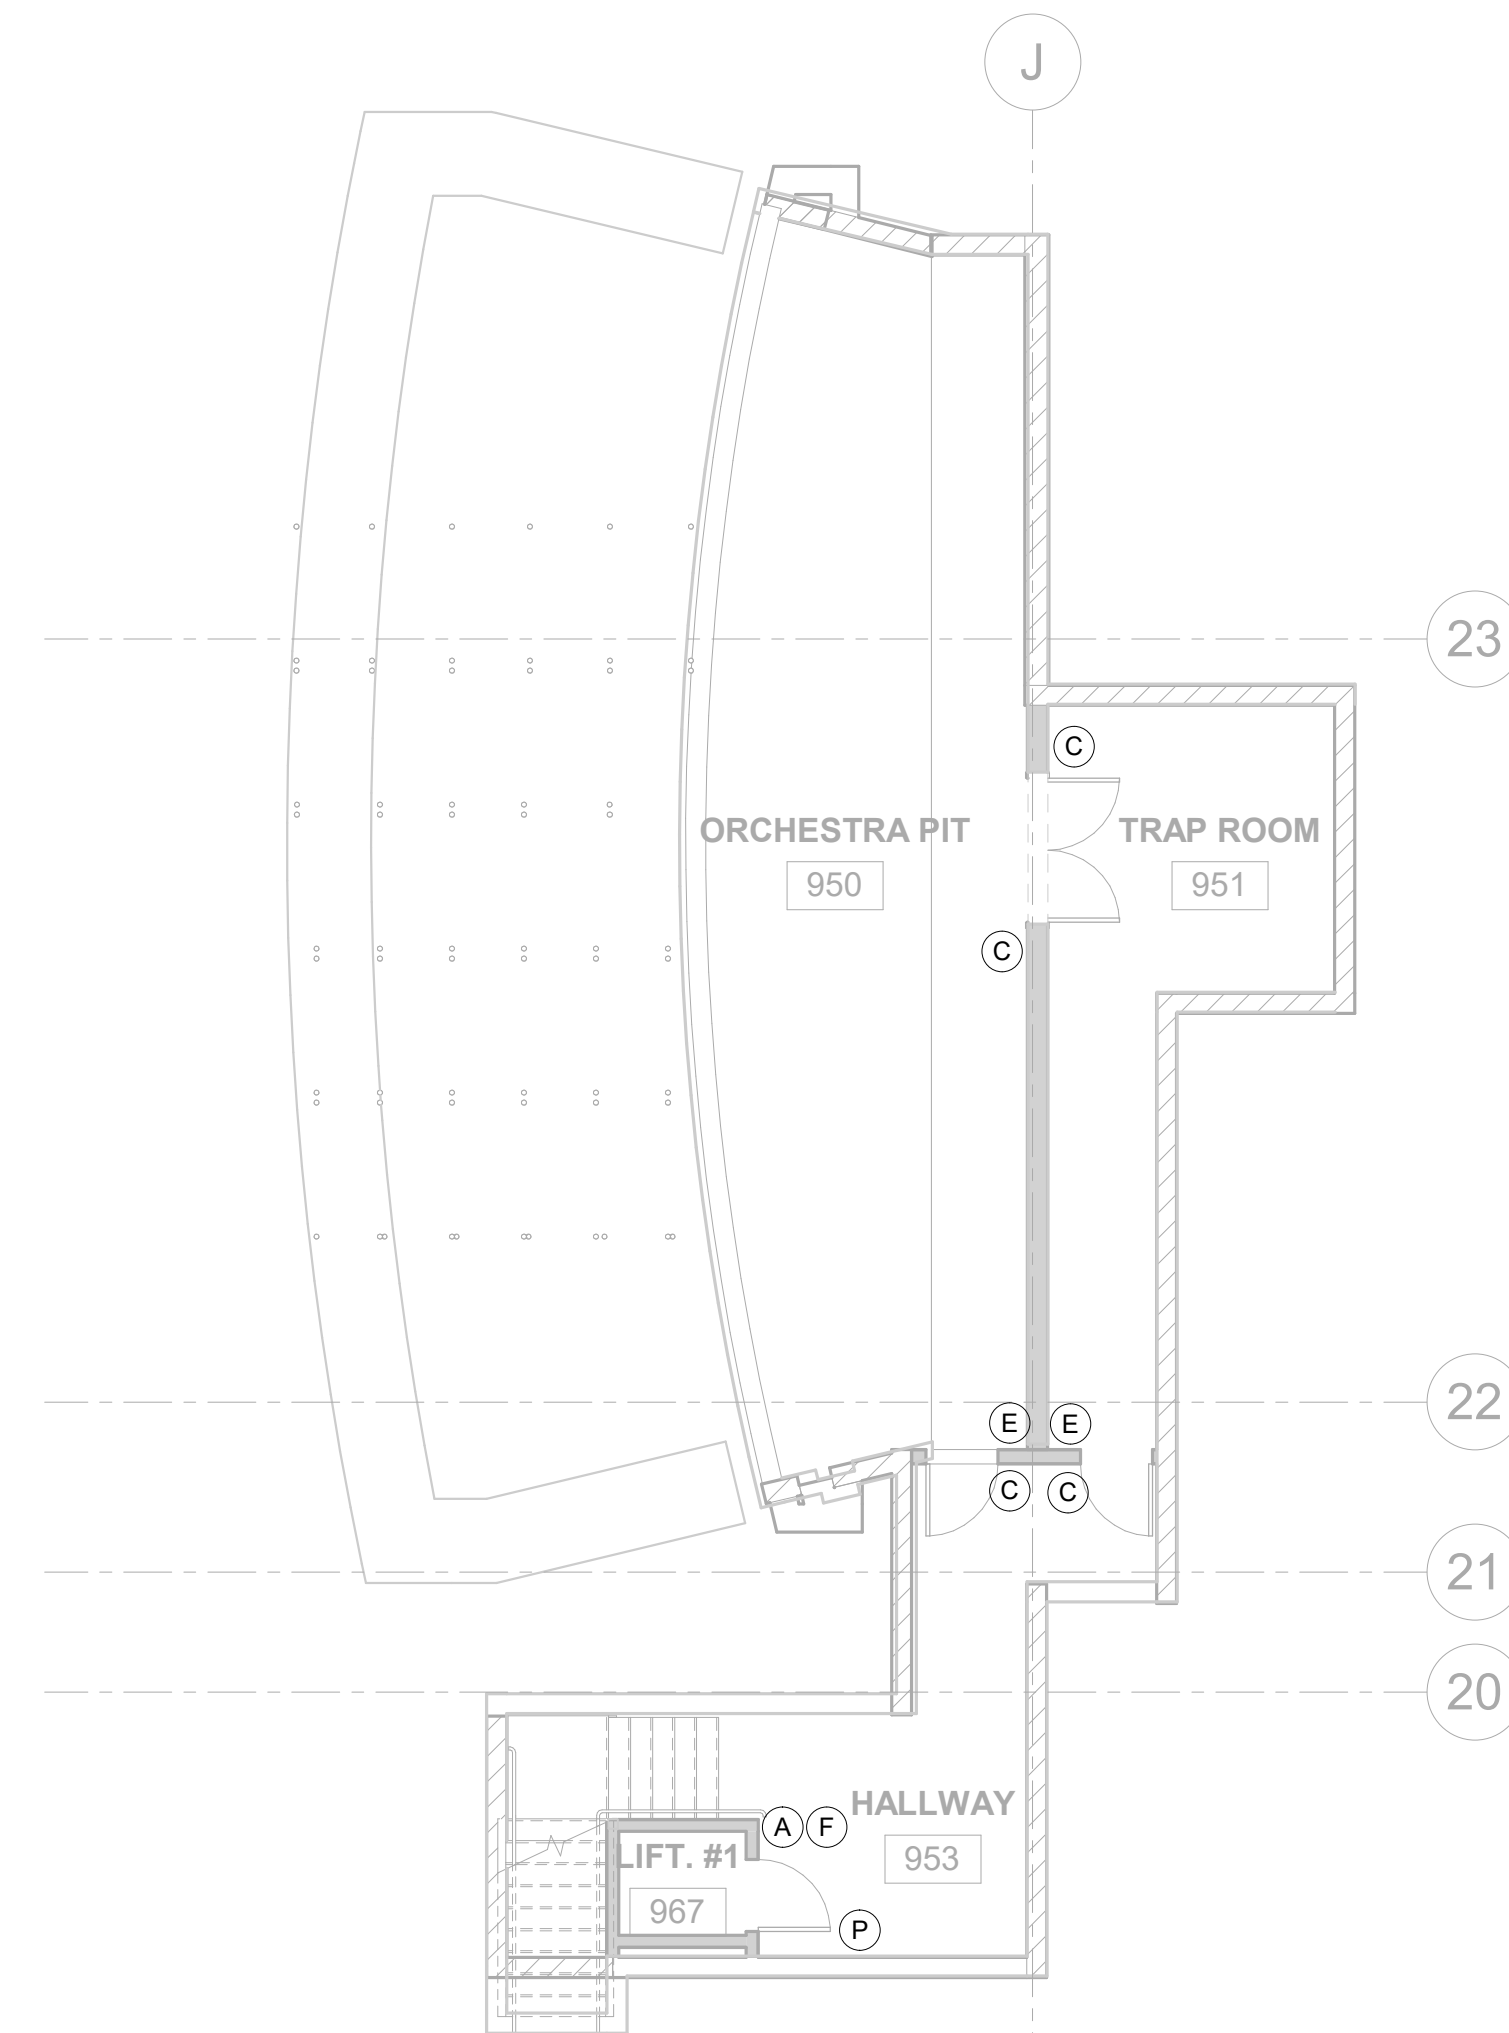 J
23
C
ORCHESTRA PIT
TRAP ROOM
950
951
C
22
E
E
C
C
21
20
HALLWAY
A
F
LIFT. #1
953
967
P